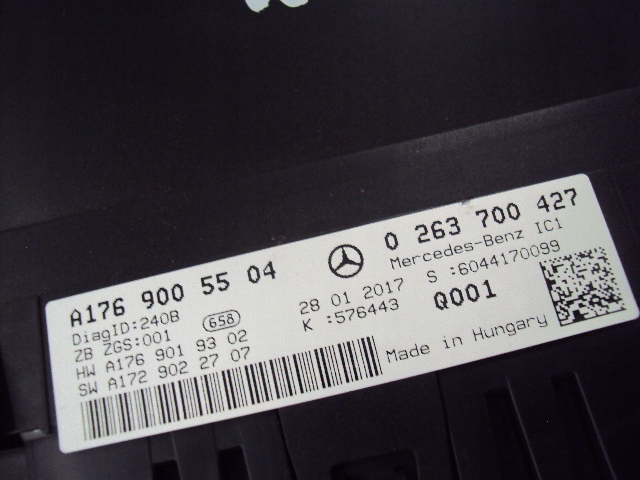 A176 900 55 04
0 263 700 427
Mercedes-Benz IC1
DiagID:240B
658
28 01 2017
S :6044170099
ZB ZGS:001
K :576443
Q001
HW A176 901 93 02
SW A172 902 27 07
Made in Hungary